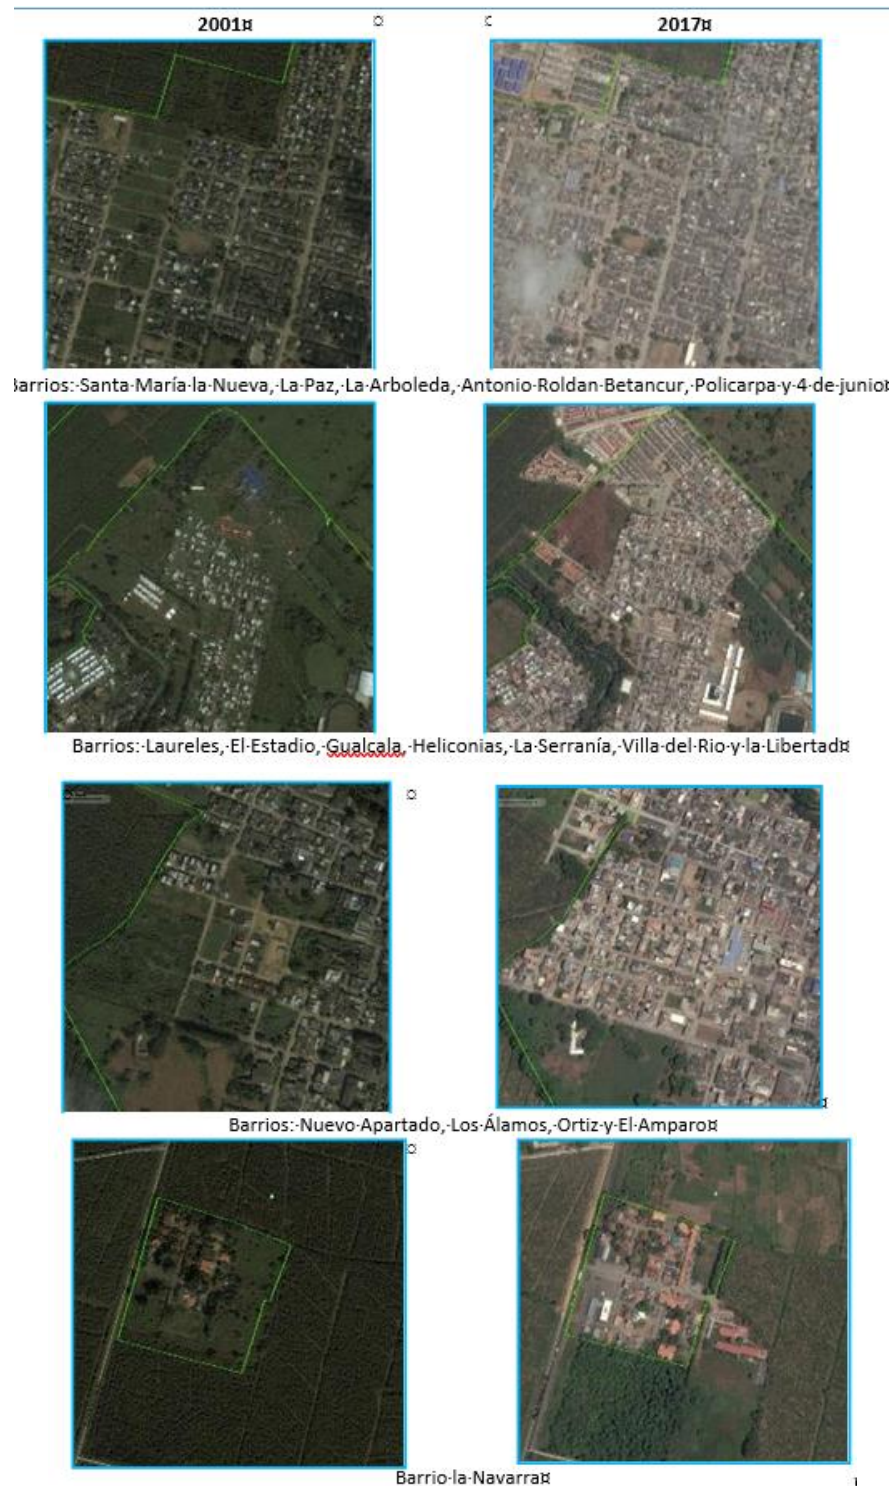 2001¤ ¤ ¤ 2017¤
Barrios:·Santa·María·la·Nueva,·La·Paz,·La·Arboleda,·Antonio·Roldan·Betancur,·Policarpa·y·4·de·junio¤
Barrios:·Laureles,·El·Estadio,·Gualcala,·Heliconias,·La·Serranía,·Villa·del·Rio·y·la·Libertad¤
¤
¤
Barrios:·Nuevo·Apartado,·Los·Álamos,·Ortiz·y·El·Amparo¤
¤
Barrio·la·Navarra¤